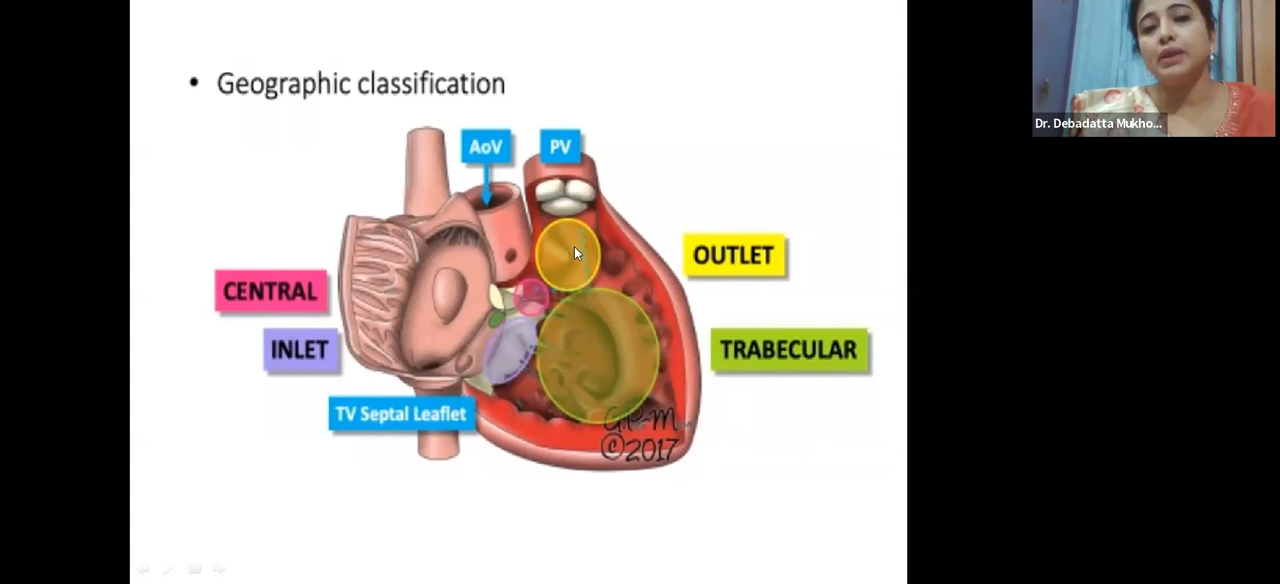 • Geographic classification
AoV
PV
OUTLET
CENTRAL
INLET
TRABECULAR
TV Septal Leaflet
G.P.M
©2017
Dr. Debadatta Mukho...